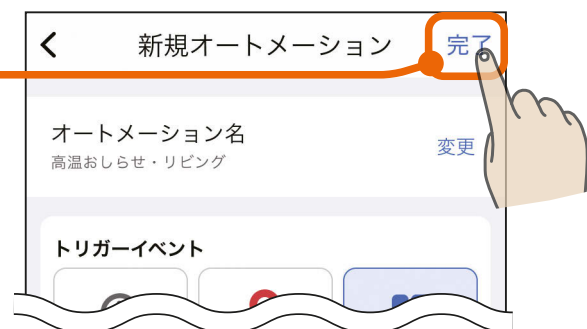 新規オートメーション 完了
オートメーション名
高温おしらせ・リビング
変更
トリガーイベント